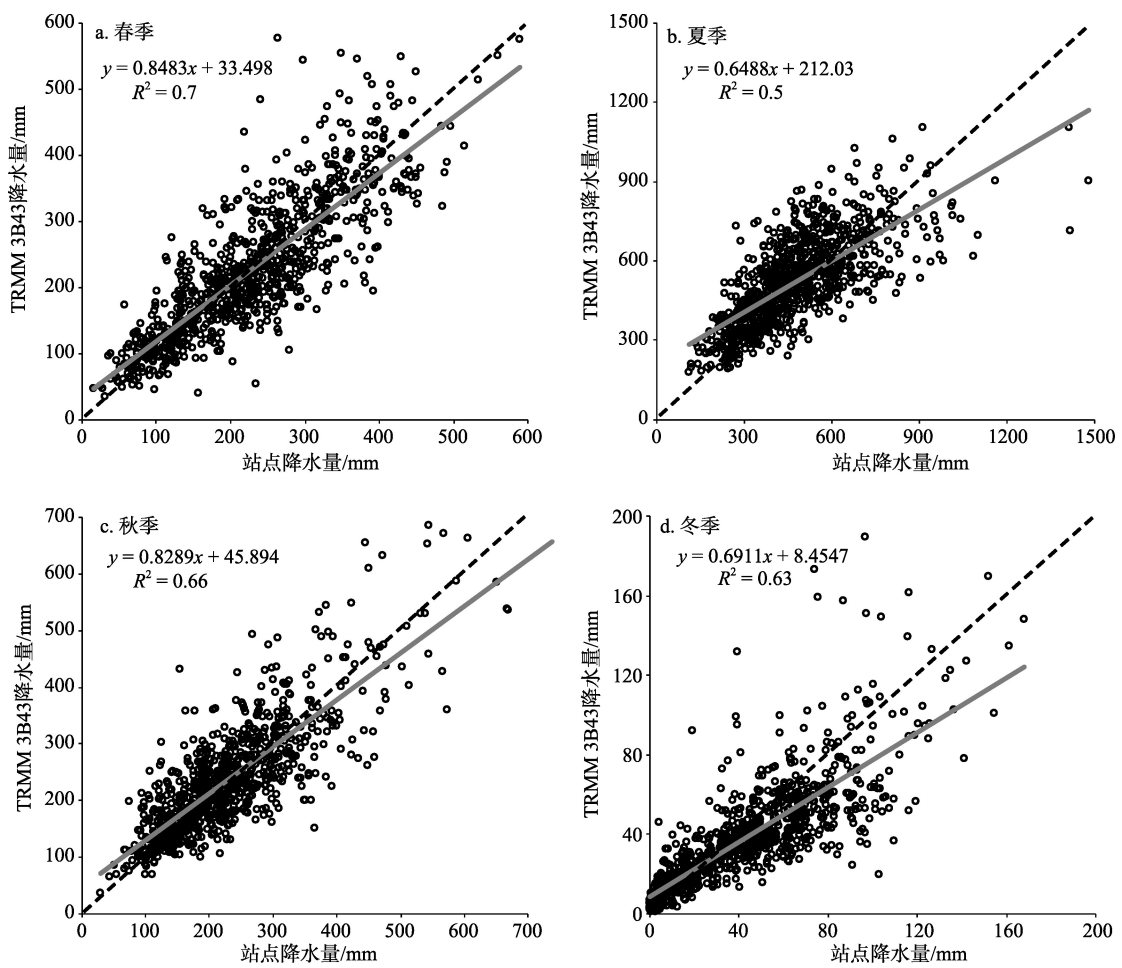 a. 春季
y = 0.8483x + 33.498
R² = 0.7
TRMM 3B43降水量/mm
600
500
400
300
200
100
0
0 100 200 300 400 500 600
站点降水量/mm
b. 夏季
y = 0.6488x + 212.03
R² = 0.5
TRMM 3B43降水量/mm
1500
1200
900
600
300
0
0 300 600 900 1200 1500
站点降水量/mm
c. 秋季
y = 0.8289x + 45.894
R² = 0.66
TRMM 3B43降水量/mm
700
600
500
400
300
200
100
0
0 100 200 300 400 500 600 700
站点降水量/mm
d. 冬季
y = 0.6911x + 8.4547
R² = 0.63
TRMM 3B43降水量/mm
200
160
120
80
40
0
0 40 80 120 160 200
站点降水量/mm